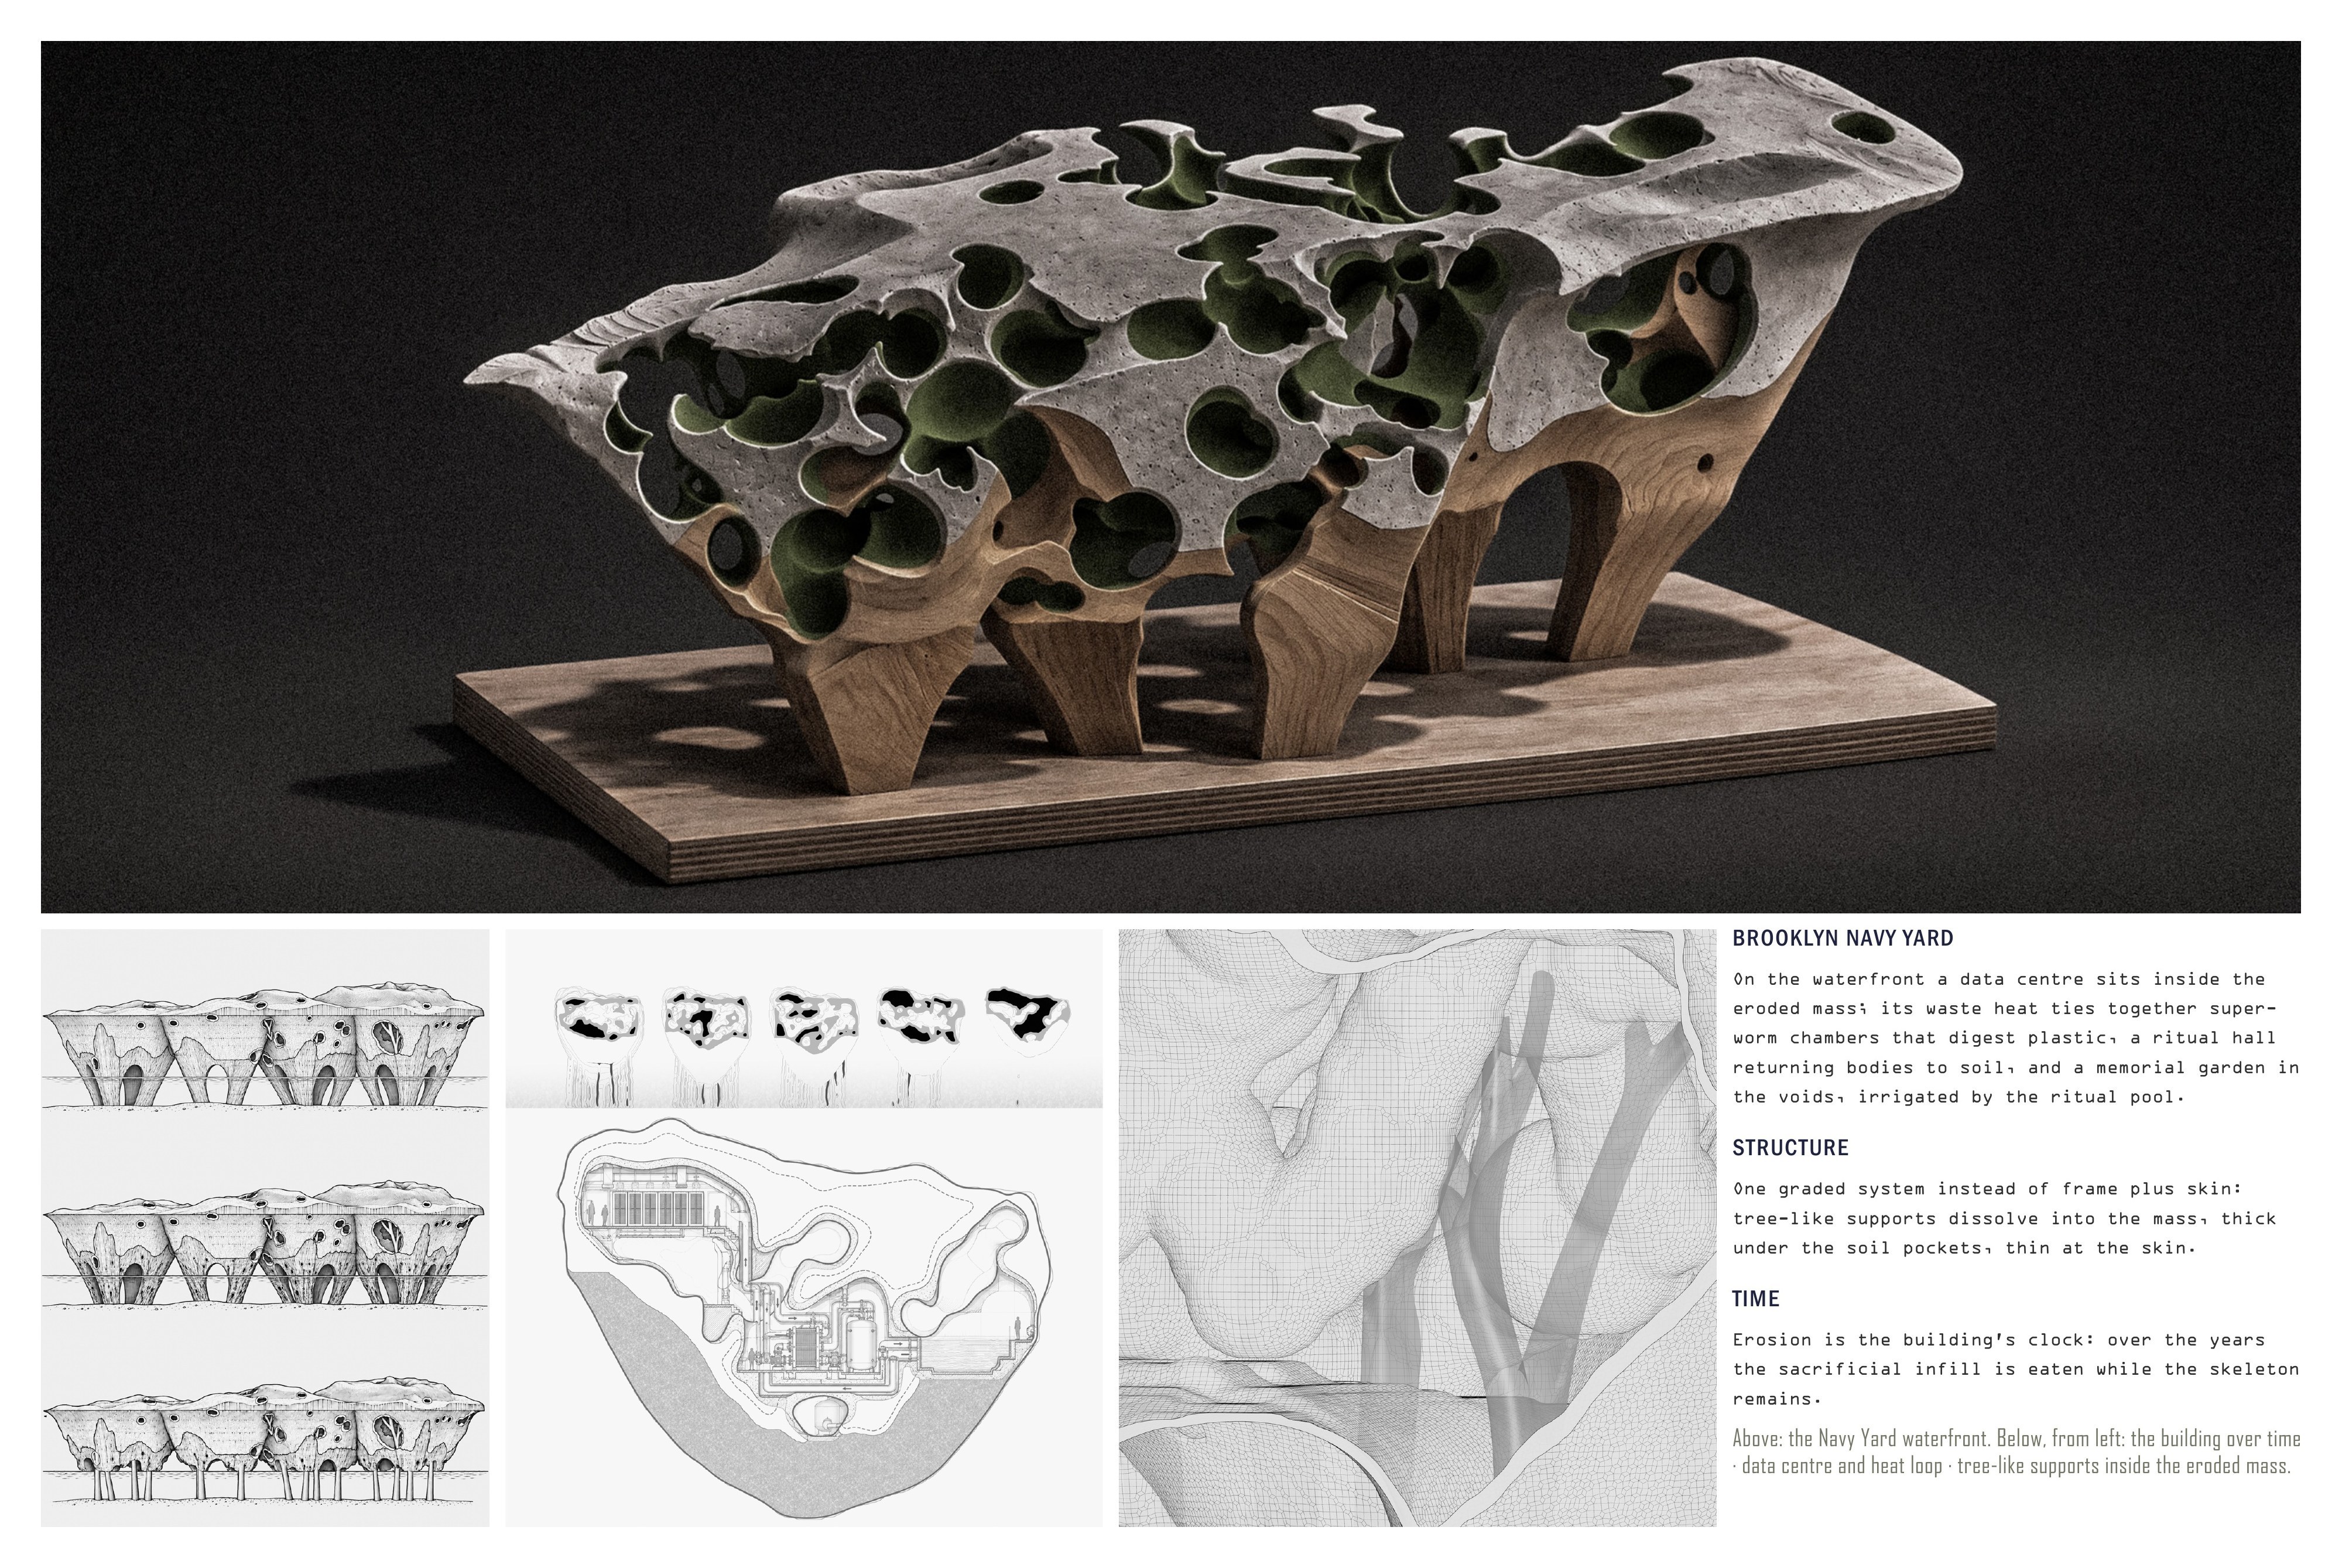 BROOKLYN NAVY YARD
On the waterfront a data centre sits inside the
eroded mass; its waste heat ties together super-
worm chambers that digest plastic, a ritual hall
returning bodies to soil, and a memorial garden in
the voids, irrigated by the ritual pool.
STRUCTURE
One graded system instead of frame plus skin:
tree-like supports dissolve into the mass, thick
under the soil pockets, thin at the skin.
TIME
Erosion is the building's clock: over the years
the sacrificial infill is eaten while the skeleton
remains.
Above: the Navy Yard waterfront. Below, from left: the building over time
· data centre and heat loop · tree-like supports inside the eroded mass.